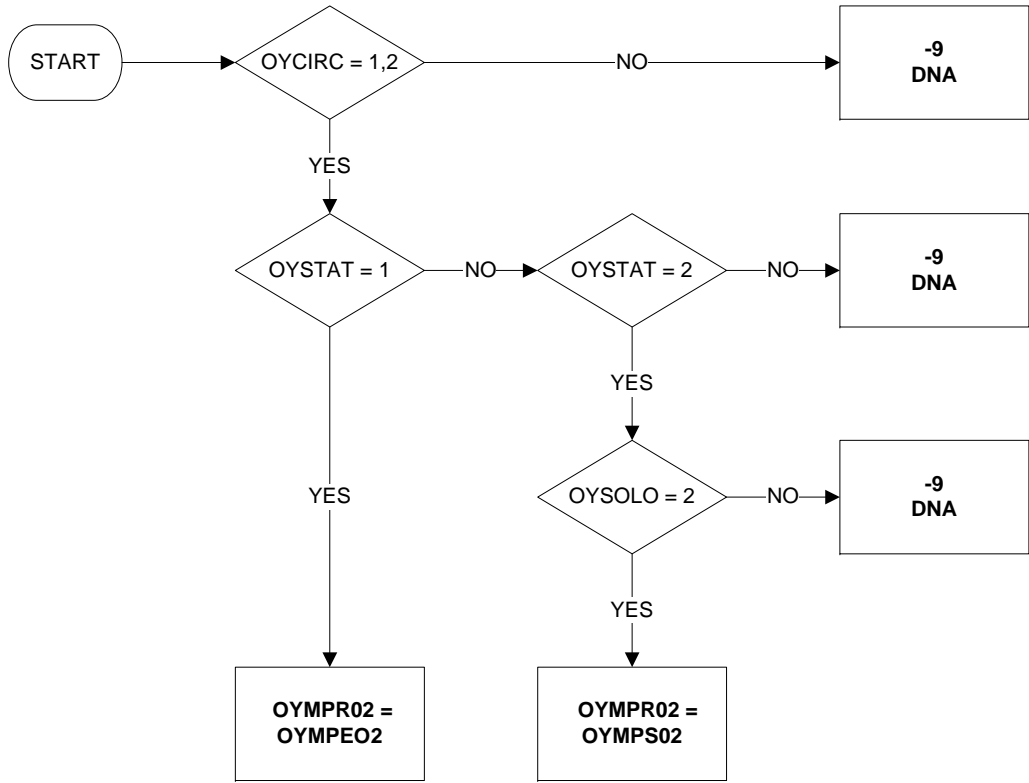 START
OYCIRC = 1,2
NO
-9
DNA
YES
OYSTAT = 1
NO
OYSTAT = 2
NO
-9
DNA
YES
OYSOLO = 2
NO
-9
DNA
YES
YES
OYMPR02 =
OYMPEO2
OYMPR02 =
OYMPS02